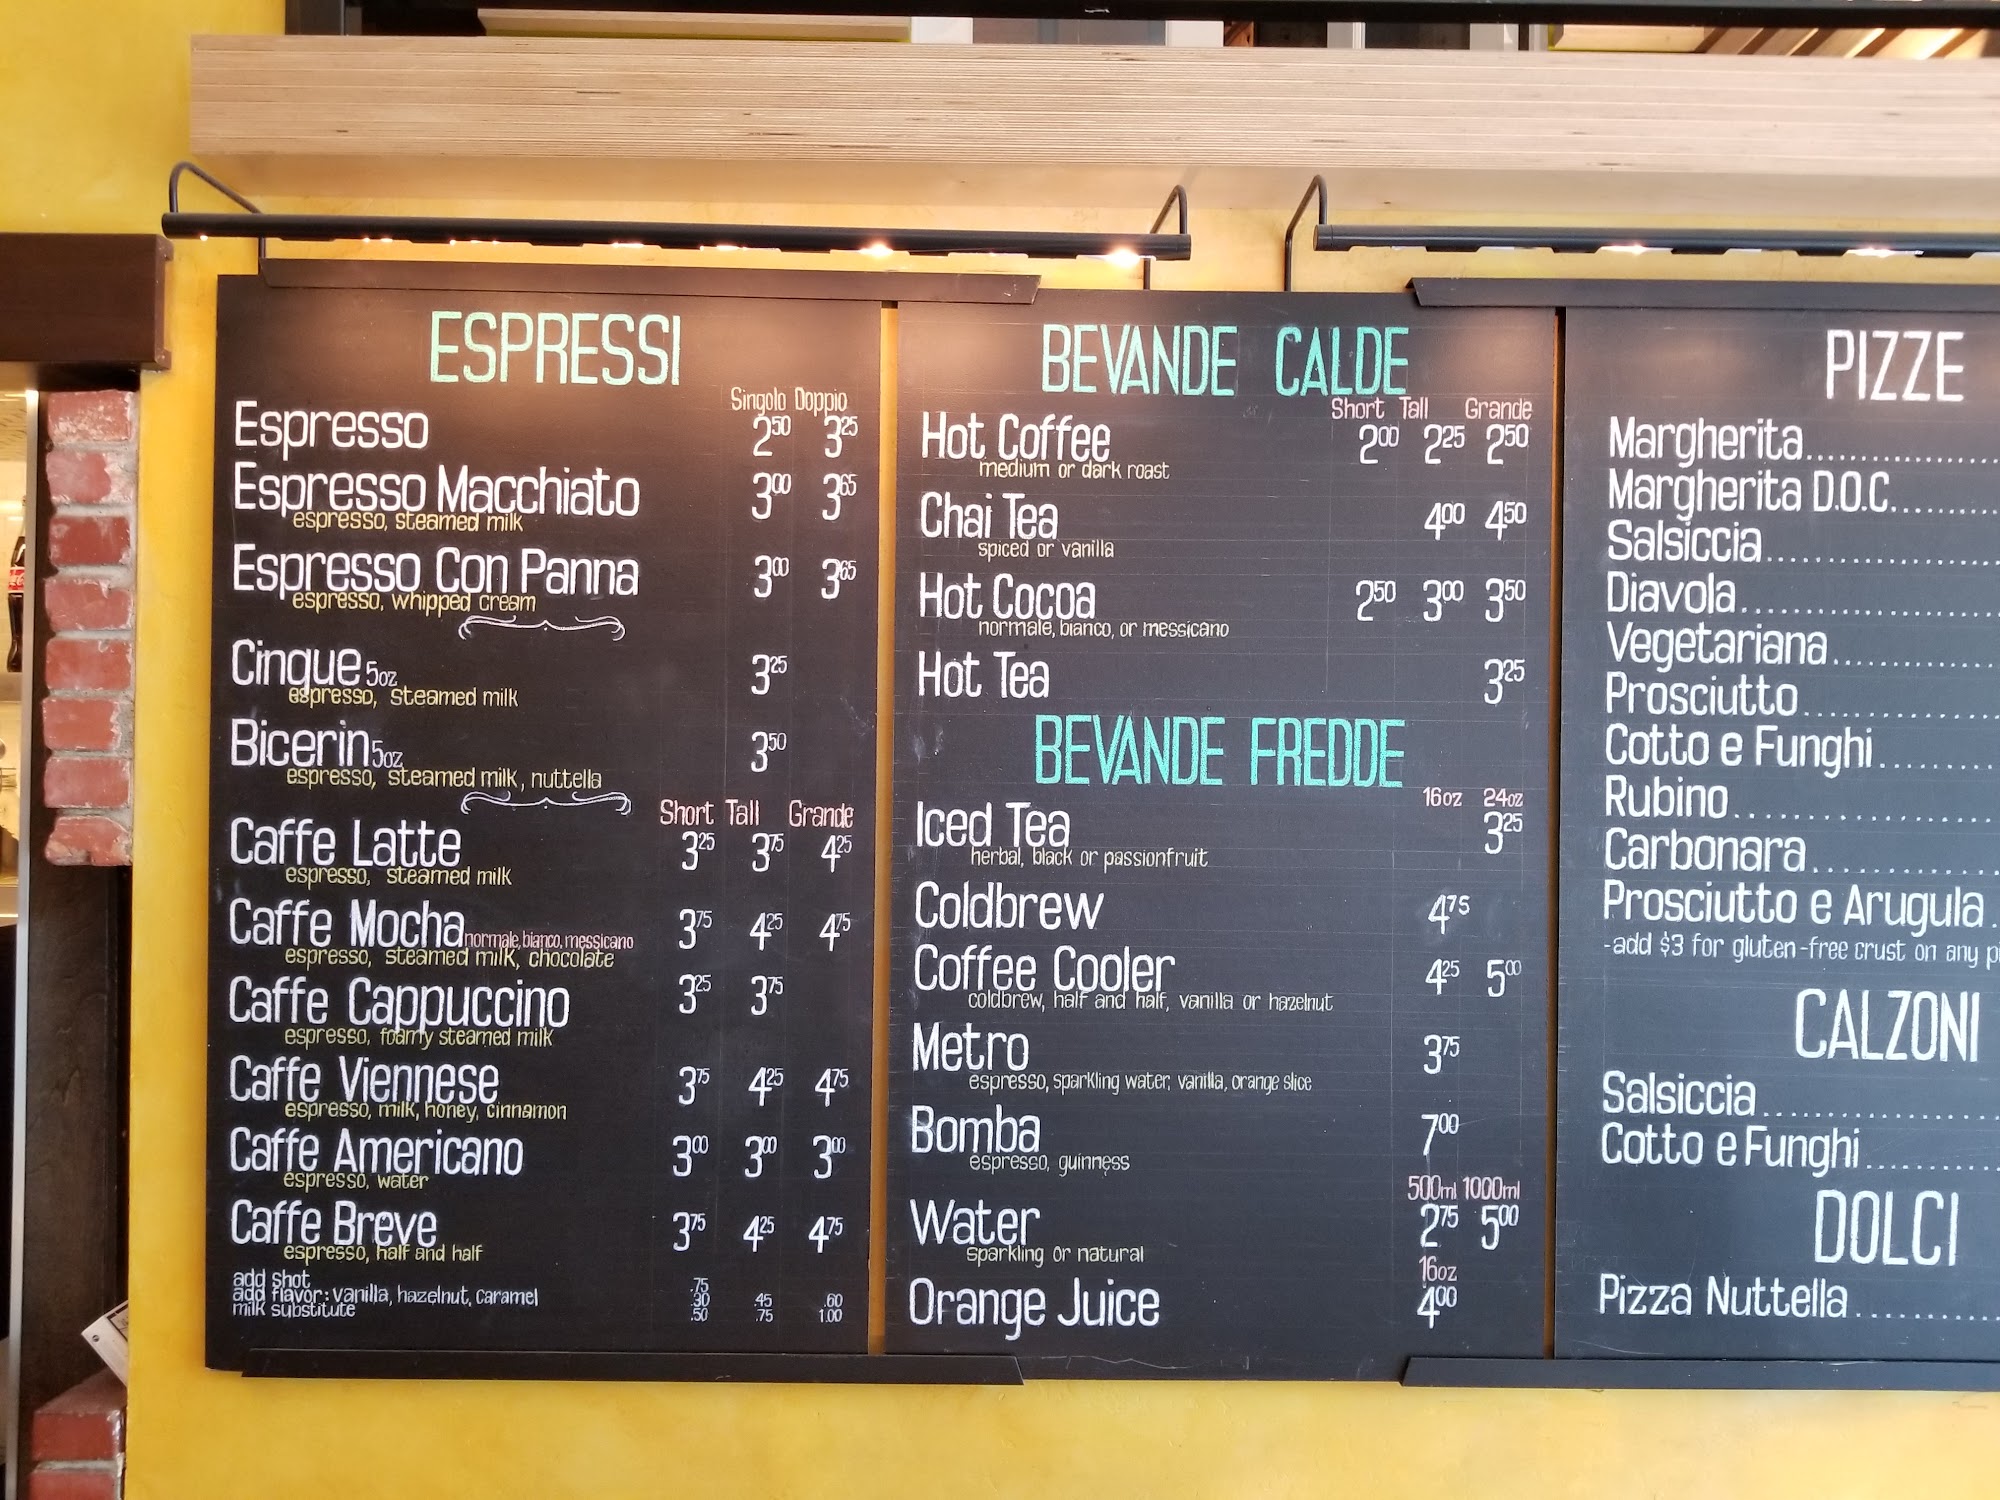 ESPRESSI
Singolo Doppio
Espresso 2.50 3.25
Espresso Macchiato 3.00 3.65
espresso, steamed milk
Espresso Con Panna 3.00 3.65
espresso, whipped cream
Cinque 5oz 3.25
espresso, steamed milk
Bicerin 5oz 3.50
espresso, steamed milk, nuttella
Short Tall Grande
Caffe Latte 3.25 3.75 4.25
espresso, steamed milk
Caffe Mocha normale, bianco, messicano 3.75 4.25 4.75
espresso, steamed milk, chocolate
Caffe Cappuccino 3.25 3.75
espresso, foamy steamed milk
Caffe Viennese 3.75 4.25 4.75
espresso, milk, honey, cinnamon
Caffe Americano 3.00 3.00 3.00
espresso, water
Caffe Breve 3.75 4.25 4.75
espresso, half and half
add shot .75
add flavor: vanilla, hazelnut, caramel .30 .45 .60
milk substitute .50 .75 1.00
BEVANDE CALDE
Short Tall Grande
Hot Coffee 2.00 2.25 2.50
medium or dark roast
Chai Tea 4.00 4.50
spiced or vanilla
Hot Cocoa 2.50 3.00 3.50
normale, bianco, or messicano
Hot Tea 3.25
BEVANDE FREDDE
16oz 24oz
Iced Tea 3.25
herbal, black or passionfruit
Coldbrew 4.75
Coffee Cooler 4.25 5.00
coldbrew, half and half, vanilla or hazelnut
Metro 3.75
espresso, sparkling water, vanilla, orange slice
Bomba 7.00
espresso, guinness
500ml 1000ml
Water 2.75 5.00
sparkling or natural
16oz
Orange Juice 4.00
PIZZE
Margherita
Margherita D.O.C.
Salsiccia
Diavola
Vegetariana
Prosciutto
Cotto e Funghi
Rubino
Carbonara
Prosciutto e Arugula
-add $3 for gluten-free crust on any
CALZONI
Salsiccia
Cotto e Funghi
DOLCI
Pizza Nuttella